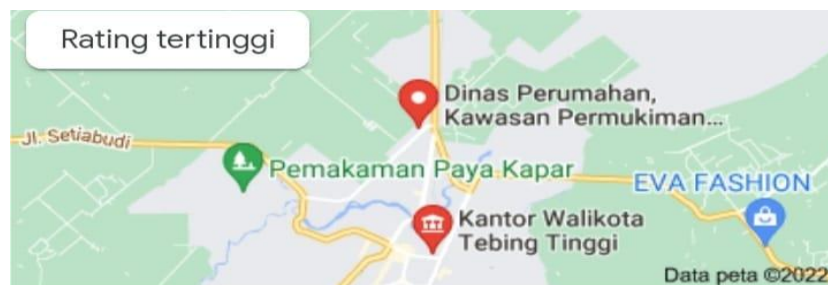 Rating tertinggi
Dinas Perumahan,
Kawasan Permukiman...
Jl. Setiabudi
Pemakaman Paya Kapar
EVA FASHION
Kantor Walikota
Tebing Tinggi
Data peta ©2022